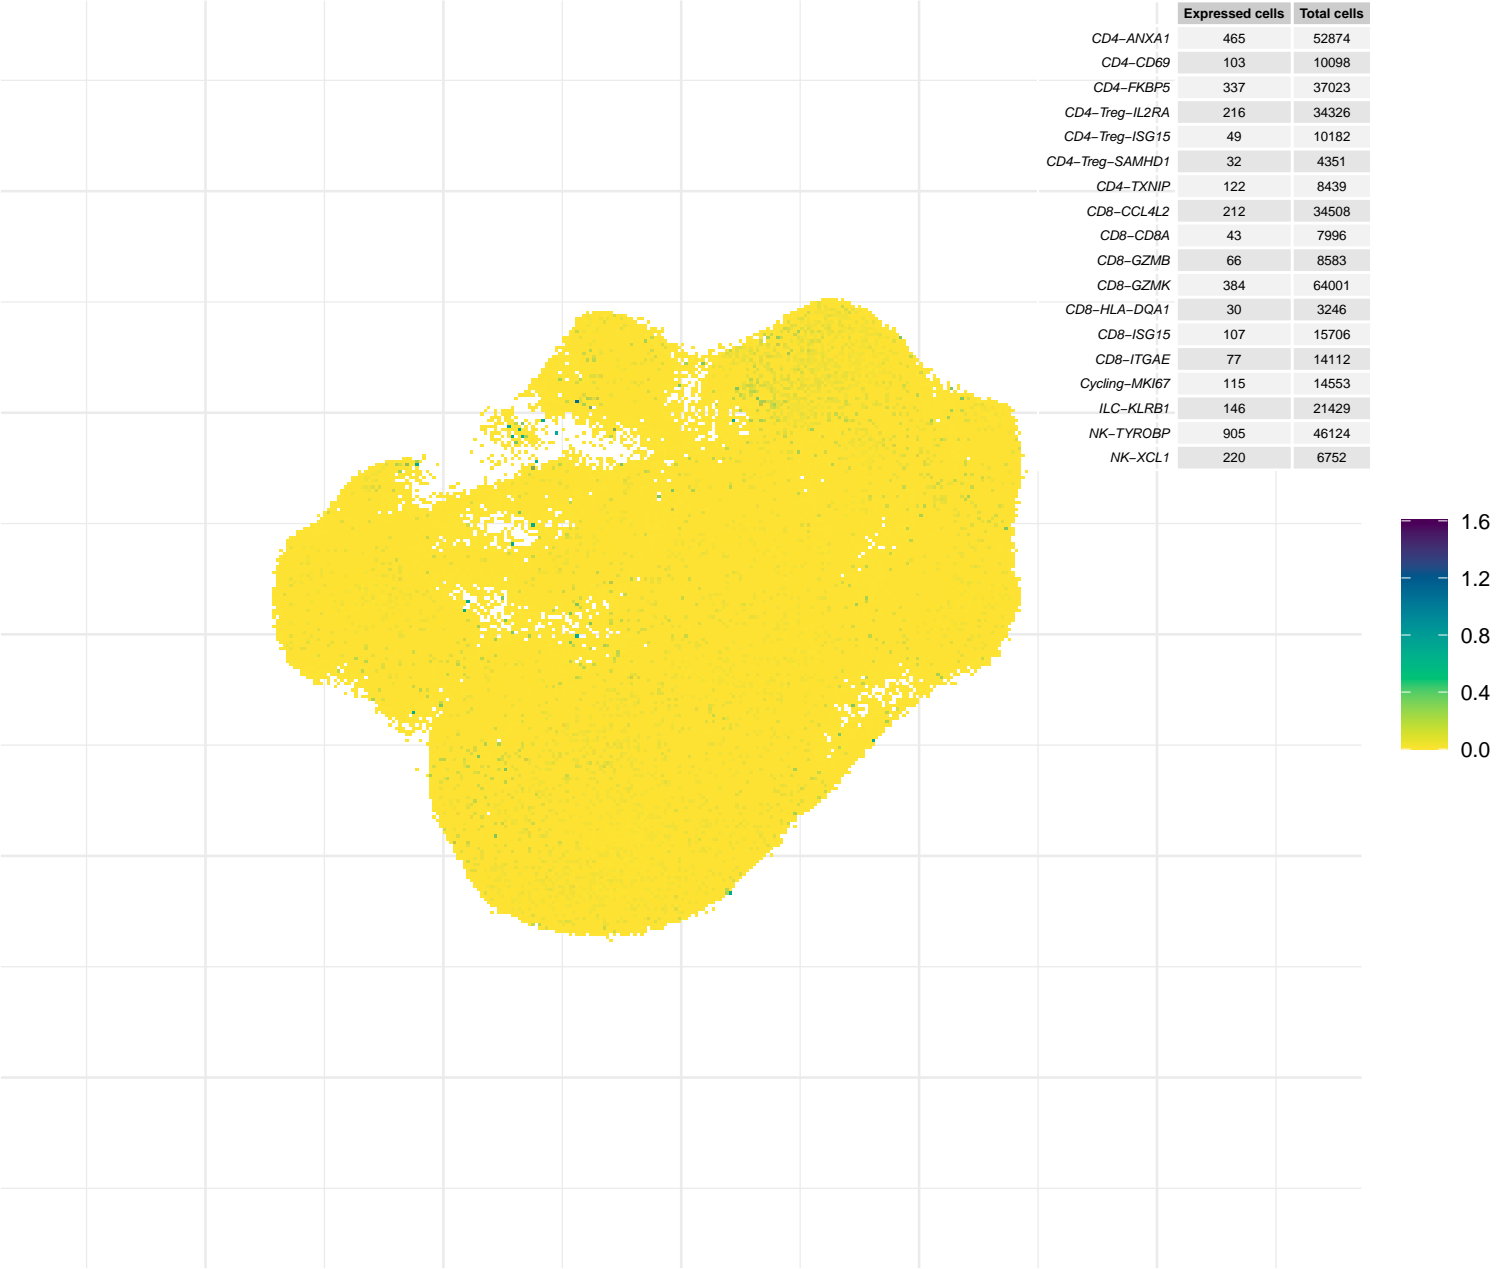 Expressed cells Total cells
CD4−ANXA1 465 52874
CD4−CD69 103 10098
CD4−FKBP5 337 37023
CD4−Treg−IL2RA 216 34326
CD4−Treg−ISG15 49 10182
CD4−Treg−SAMHD1 32 4351
CD4−TXNIP 122 8439
CD8−CCL4L2 212 34508
CD8−CD8A 43 7996
CD8−GZMB 66 8583
CD8−GZMK 384 64001
CD8−HLA−DQA1 30 3246
CD8−ISG15 107 15706
CD8−ITGAE 77 14112
Cycling−MKI67 115 14553
ILC−KLRB1 146 21429
NK−TYROBP 905 46124
NK−XCL1 220 6752
1.6
1.2
0.8
0.4
0.0